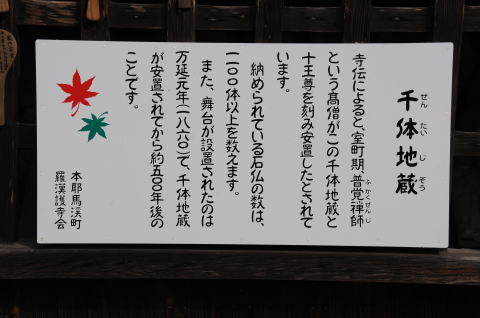 千体地蔵
せん たい じ ぞう
寺伝によると、室町期、普覚禅師
ふかくぜんじ
という高僧がこの千体地蔵と
十王尊を刻み安置したとされて
います。
納められている石仏の数は、
一一〇〇体以上を数えます。
また、舞台が設置されたのは
万延元年(一八六〇)で、千体地蔵
が安置されてから約五〇〇年後の
ことです。
本耶馬渓町
羅漢護寺会